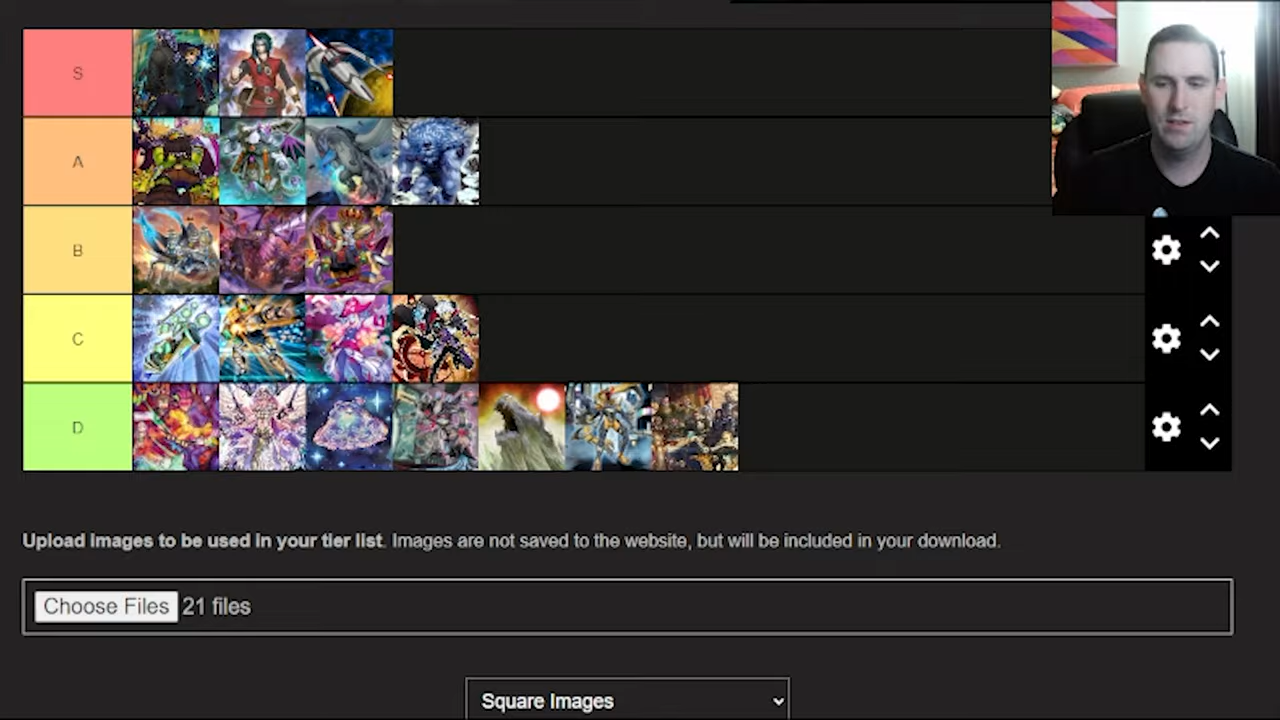 S
A
B
C
D
Upload images to be used in your tier list. Images are not saved to the website, but will be included in your download.
Choose Files 21 files
Square Images